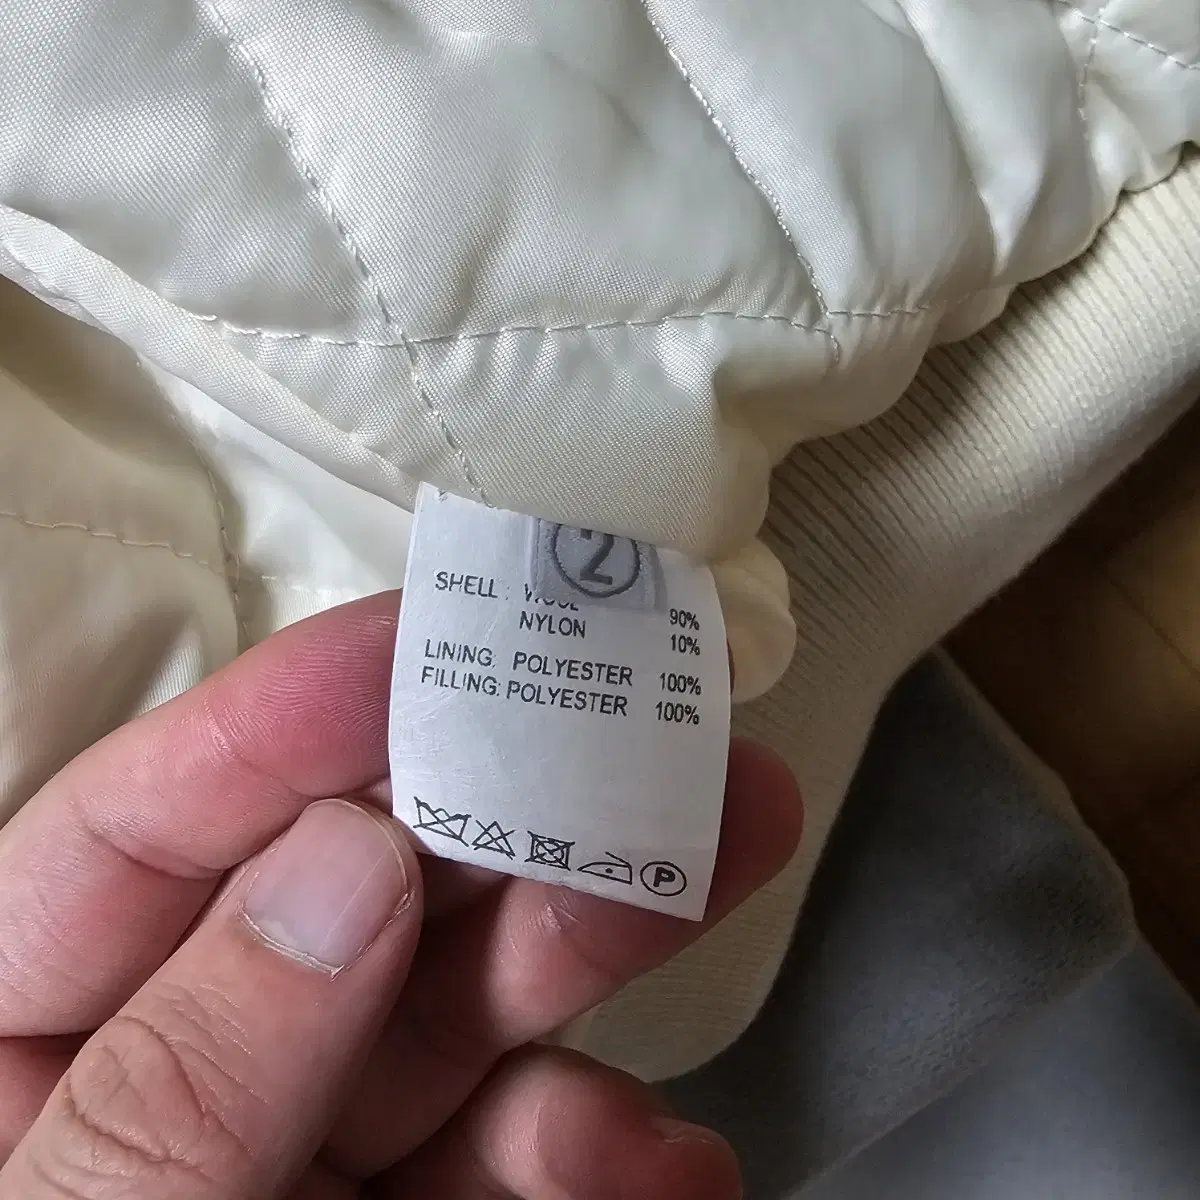 2
SHELL : WOOL 90%
NYLON 10%
LINING: POLYESTER 100%
FILLING: POLYESTER 100%
P